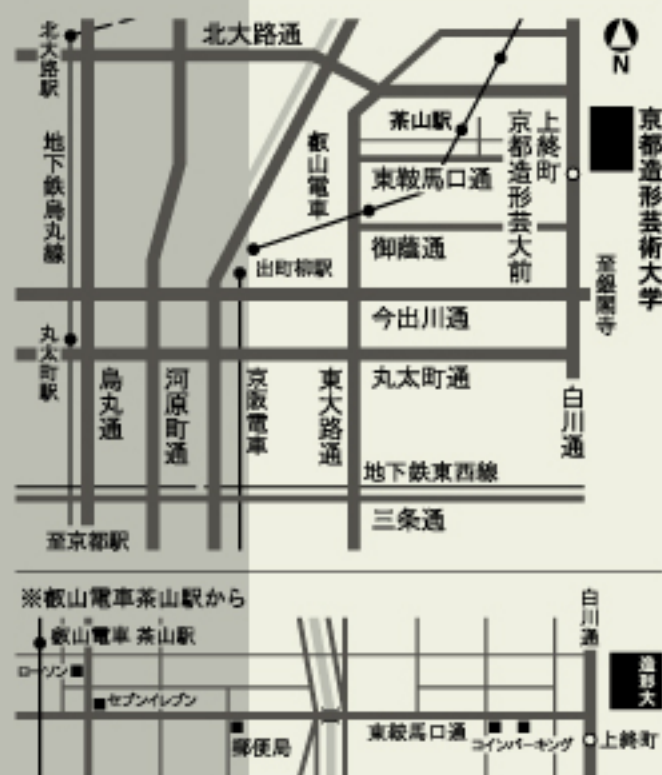 北大路駅
北大路通
N
地下鉄烏丸線
叡山電車
茶山駅
上終町
京都造形芸大前
京都造形芸術大学
東鞍馬口通
出町柳駅
御蔭通
至銀閣寺
今出川通
丸太町駅
烏丸通
河原町通
京阪電車
東大路通
丸太町通
白川通
地下鉄東西線
三条通
至京都駅
※叡山電車茶山駅から
叡山電車 茶山駅
白川通
ローソン
セブンイレブン
造形大
郵便局
東鞍馬口通
コインパーキング
上終町